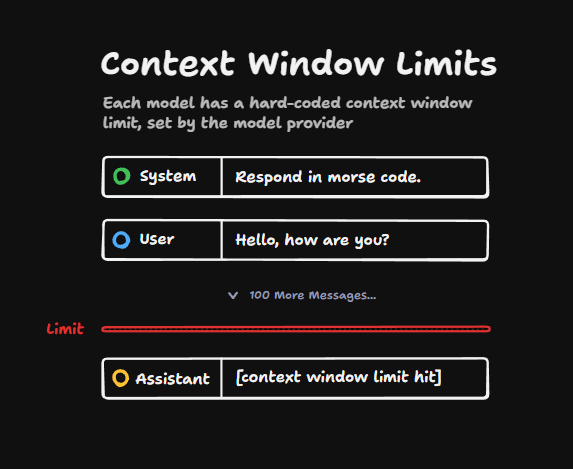 Context Window Limits
Each model has a hard-coded context window
limit, set by the model provider
System Respond in morse code.
User Hello, how are you?
100 More Messages...
Limit
Assistant [context window limit hit]